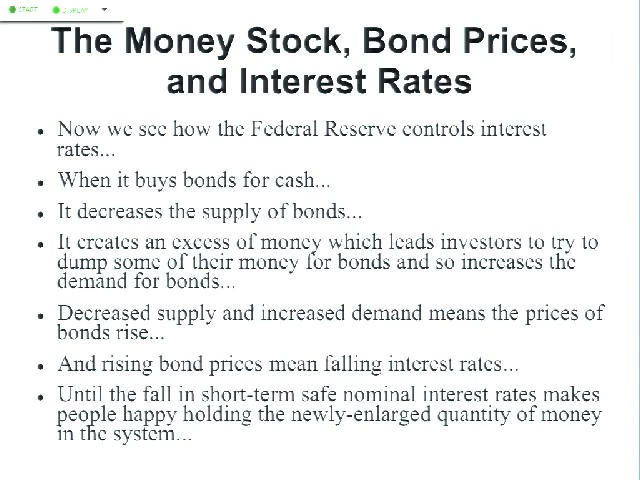 START DISPLAY
The Money Stock, Bond Prices,
and Interest Rates
• Now we see how the Federal Reserve controls interest
rates...
• When it buys bonds for cash...
• It decreases the supply of bonds...
• It creates an excess of money which leads investors to try to
dump some of their money for bonds and so increases the
demand for bonds...
• Decreased supply and increased demand means the prices of
bonds rise...
• And rising bond prices mean falling interest rates...
• Until the fall in short-term safe nominal interest rates makes
people happy holding the newly-enlarged quantity of money
in the system...